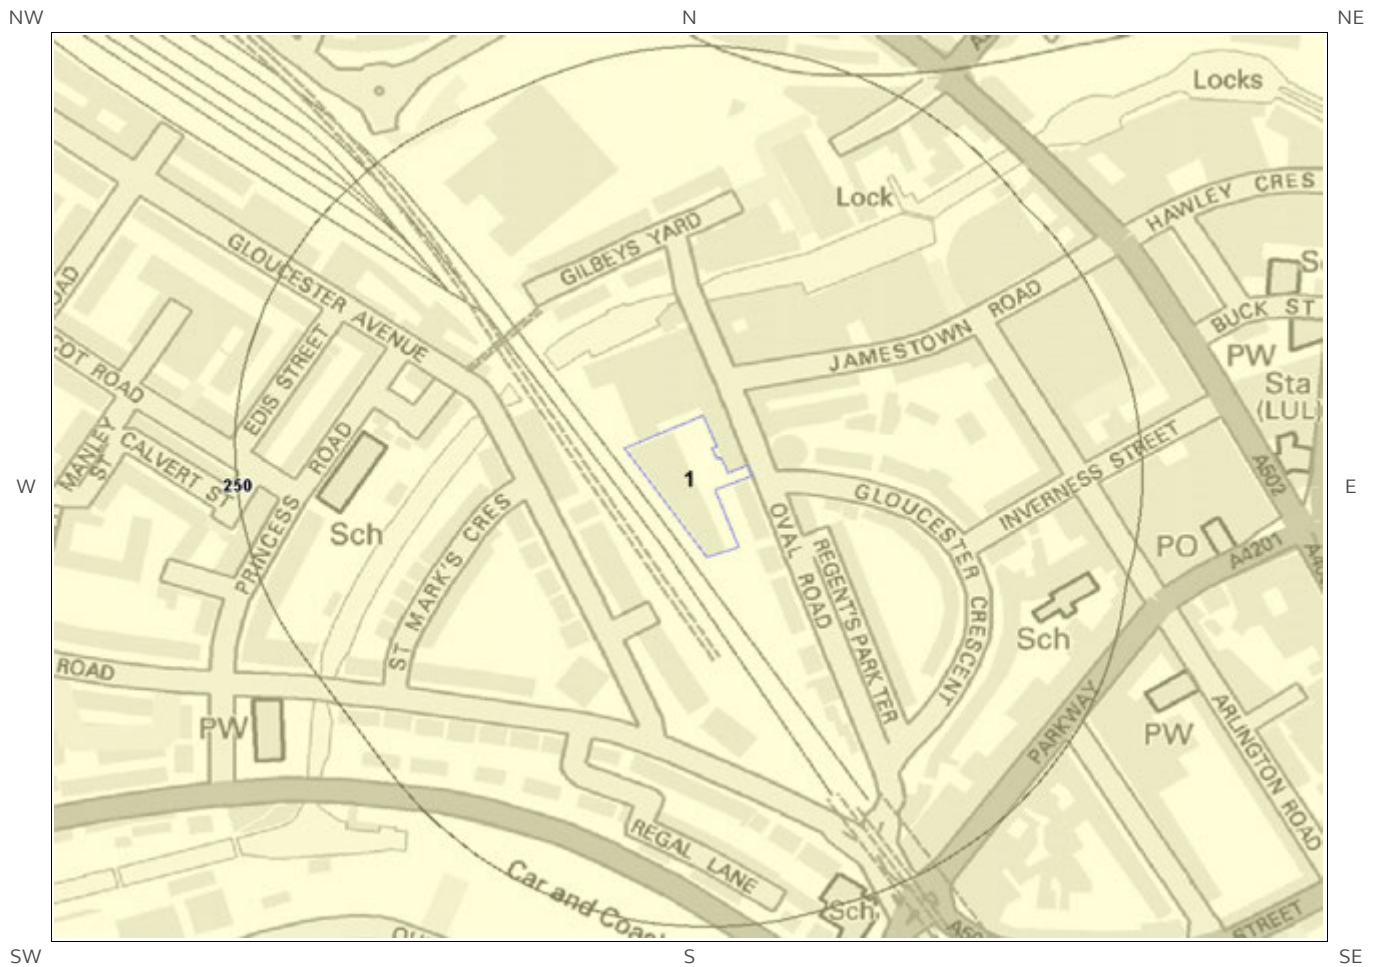 NW
N
NE
Locks
Lock
HAWLEY CRES
GILBEYS YARD
GLOUCESTER AVENUE
JAMESTOWN ROAD
BUCK ST
PW
Sta
(LUL)
EDIS STREET
COT ROAD
MANLEY
ST
CALVERT ST
ROAD
PRINCESS
W
250
1
E
Sch
ST MARK'S CRES
GLOUCESTER CRESCENT
INVERNESS STREET
A502
OVAL ROAD
REGENT'S PARK TER
PO
A4201
Sch
ROAD
PW
PARKWAY
PW
ARLINGTON ROAD
REGAL LANE
Car and Coac
Sch
STREET
SW
S
SE